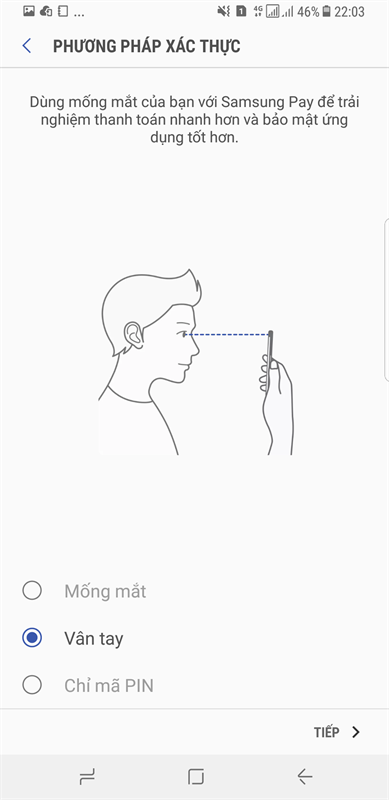 ... 1 4G 46% 22:03
PHƯƠNG PHÁP XÁC THỰC
Dùng mống mắt của bạn với Samsung Pay để trải
nghiệm thanh toán nhanh hơn và bảo mật ứng
dụng tốt hơn.
Mống mắt
Vân tay
Chỉ mã PIN
TIẾP